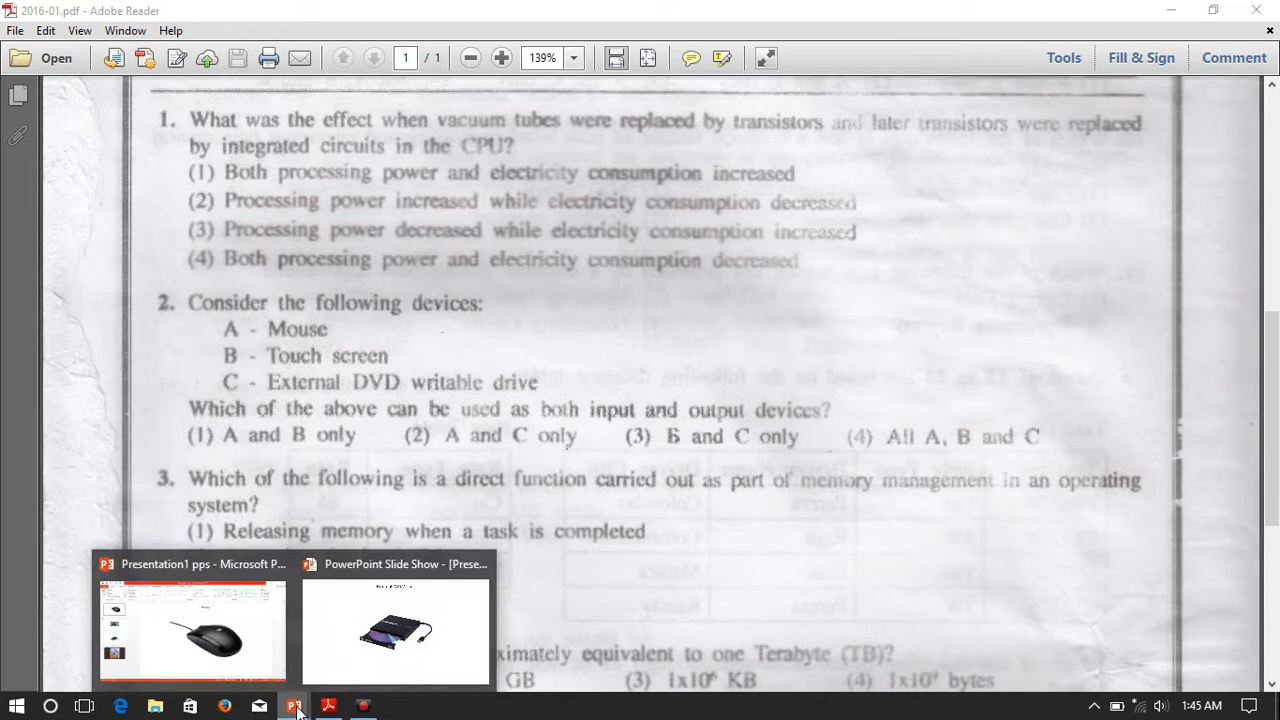 2016-01.pdf - Adobe Reader
File Edit View Window Help
Open 1 / 1 139% Tools Fill & Sign Comment
1. What was the effect when vacuum tubes were replaced by transistors and later transistors were replaced
by integrated circuits in the CPU?
(1) Both processing power and electricity consumption increased
(2) Processing power increased while electricity consumption decreased
(3) Processing power decreased while electricity consumption increased
(4) Both processing power and electricity consumption decreased
2. Consider the following devices:
A - Mouse
B - Touch screen
C - External DVD writable drive
Which of the above can be used as both input and output devices?
(1) A and B only (2) A and C only (3) B and C only (4) All A, B and C
3. Which of the following is a direct function carried out as part of memory management in an operating
system?
(1) Releasing memory when a task is completed
Presentation1 pps - Microsoft P... PowerPoint Slide Show - [Prese...
ximately equivalent to one Terabyte (TB)?
GB (3) 1x10⁶ KB (4) 1x10⁹ bytes
1:45 AM